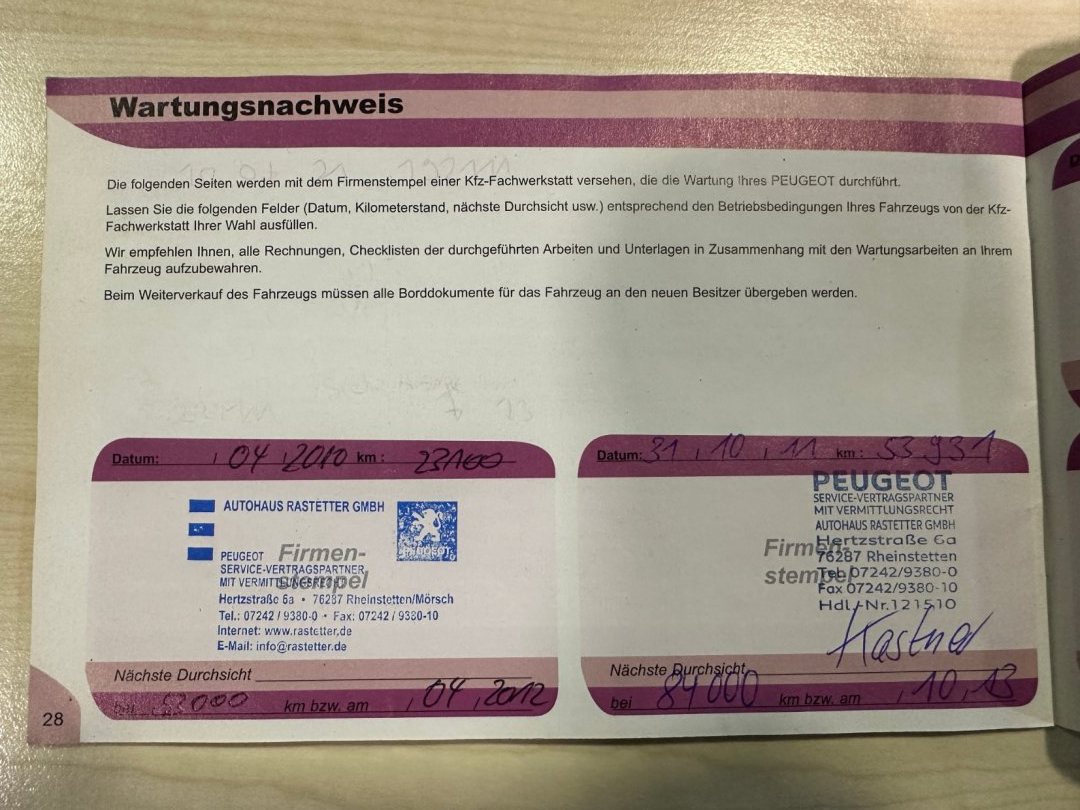 Wartungsnachweis
Die folgenden Seiten werden mit dem Firmenstempel einer Kfz-Fachwerkstatt versehen, die die Wartung Ihres PEUGEOT durchführt.
Lassen Sie die folgenden Felder (Datum, Kilometerstand, nächste Durchsicht usw.) entsprechend den Betriebsbedingungen Ihres Fahrzeugs von der Kfz-
Fachwerkstatt Ihrer Wahl ausfüllen.
Wir empfehlen Ihnen, alle Rechnungen, Checklisten der durchgeführten Arbeiten und Unterlagen in Zusammenhang mit den Wartungsarbeiten an Ihrem
Fahrzeug aufzubewahren.
Beim Weiterverkauf des Fahrzeugs müssen alle Borddokumente für das Fahrzeug an den neuen Besitzer übergeben werden.
Datum: , 04 , 2010 km : 23100
AUTOHAUS RASTETTER GMBH
PEUGEOT
PEUGEOT
SERVICE-VERTRAGSPARTNER
MIT VERMITTLUNGSRECHT
Firmen-
stempel
Hertzstraße 6a • 76287 Rheinstetten/Mörsch
Tel.: 07242 / 9380-0 • Fax: 07242 / 9380-10
Internet: www.rastetter.de
E-Mail: info@rastetter.de
Nächste Durchsicht
bei 53000 km bzw. am , 04 , 2012
Datum: 31 , 10 , 11 km : 53 931
PEUGEOT
SERVICE-VERTRAGSPARTNER
MIT VERMITTLUNGSRECHT
AUTOHAUS RASTETTER GMBH
Hertzstraße 6a
76287 Rheinstetten
Tel. 07242/9380-0
Fax 07242/9380-10
Hdl.-Nr.121510
Firmen-
stempel
Nächste Durchsicht
bei 84 000 km bzw. am , 10 , 13
28